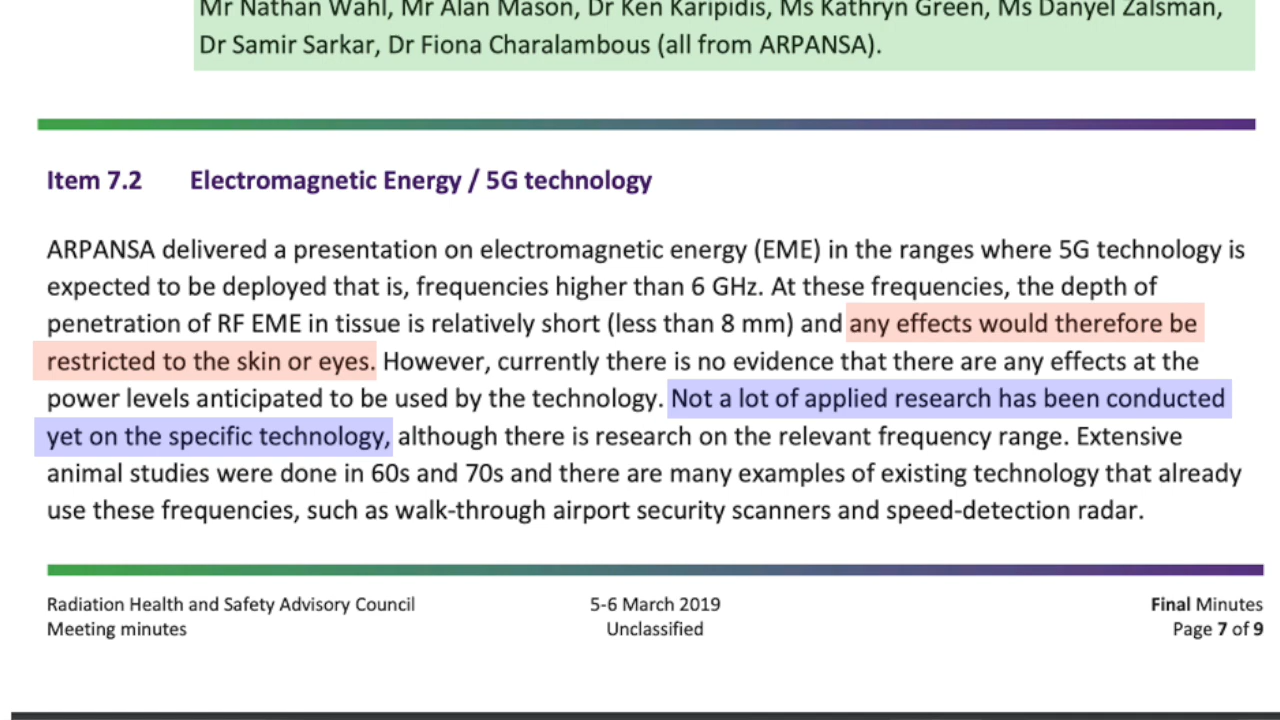 Mr Nathan Wahl, Mr Alan Mason, Dr Ken Karipidis, Ms Kathryn Green, Ms Danyel Zalsman,
Dr Samir Sarkar, Dr Fiona Charalambous (all from ARPANSA).
Item 7.2 Electromagnetic Energy / 5G technology
ARPANSA delivered a presentation on electromagnetic energy (EME) in the ranges where 5G technology is
expected to be deployed that is, frequencies higher than 6 GHz. At these frequencies, the depth of
penetration of RF EME in tissue is relatively short (less than 8 mm) and any effects would therefore be
restricted to the skin or eyes. However, currently there is no evidence that there are any effects at the
power levels anticipated to be used by the technology. Not a lot of applied research has been conducted
yet on the specific technology, although there is research on the relevant frequency range. Extensive
animal studies were done in 60s and 70s and there are many examples of existing technology that already
use these frequencies, such as walk-through airport security scanners and speed-detection radar.
Radiation Health and Safety Advisory Council 5-6 March 2019 Final Minutes
Meeting minutes Unclassified Page 7 of 9